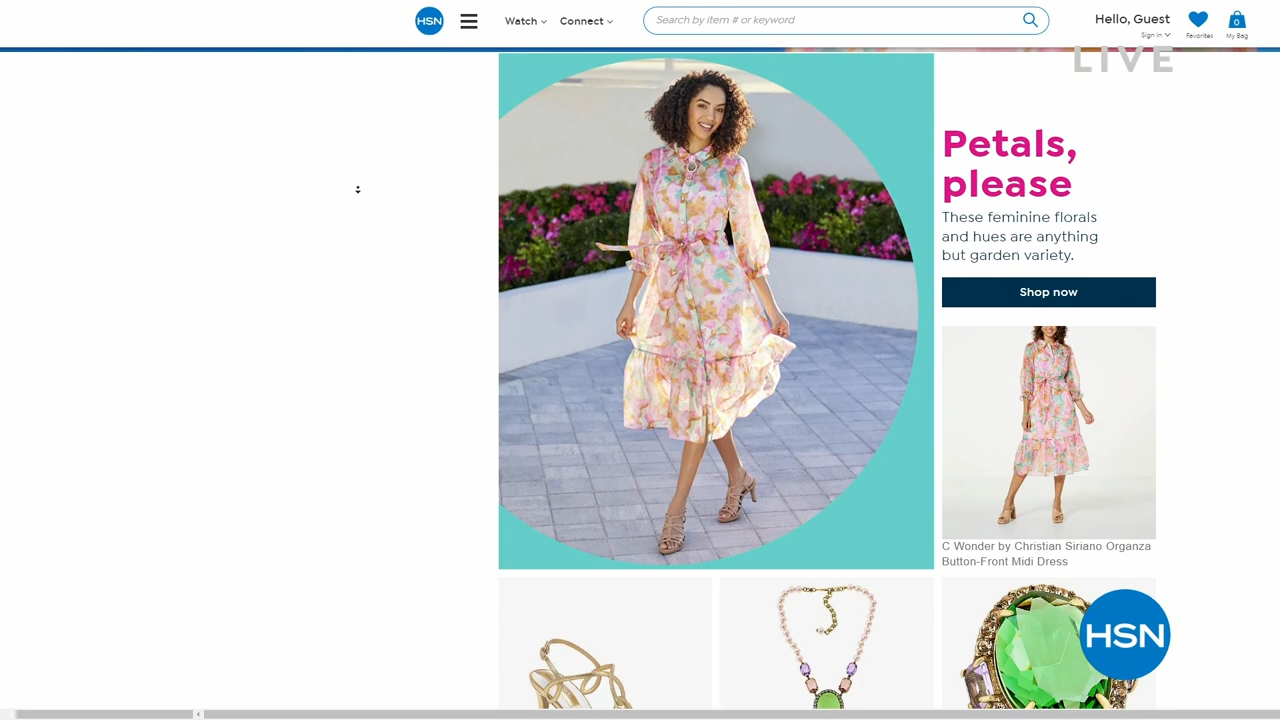 HSN
Watch
Connect
Search by item # or keyword
Hello, Guest
Sign in
Favorites
0
My Bag
LIVE
Petals,
please
These feminine florals
and hues are anything
but garden variety.
Shop now
C Wonder by Christian Siriano Organza
Button-Front Midi Dress
HSN